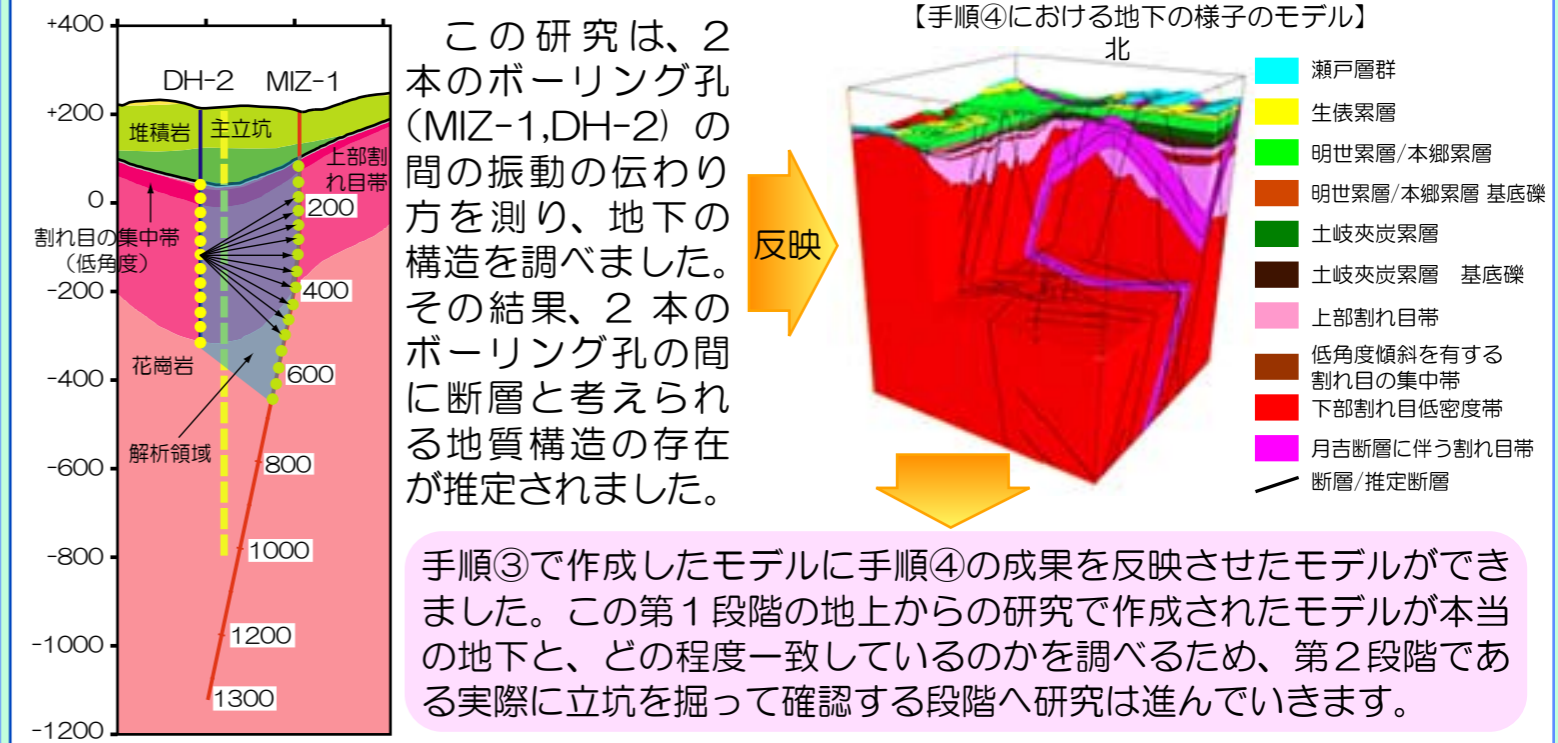 +400
+200
0
-200
-400
-600
-800
-1000
-1200
DH-2
MIZ-1
堆積岩
主立坑
上部割
れ目帯
割れ目の集中帯
（低角度）
花崗岩
解析領域
200
400
600
800
1000
1200
1300
この研究は、2
本のボーリング孔
(MIZ-1,DH-2) の
間の振動の伝わり
方を測り、地下の
構造を調べました。
その結果、2 本の
ボーリング孔の間
に断層と考えられ
る地質構造の存在
が推定されました。
反映
【手順④における地下の様子のモデル】
北
瀬戸層群
生俵累層
明世累層/本郷累層
明世累層/本郷累層 基底礫
土岐夾炭累層
土岐夾炭累層　基底礫
上部割れ目帯
低角度傾斜を有する
割れ目の集中帯
下部割れ目低密度帯
月吉断層に伴う割れ目帯
断層/推定断層
手順③で作成したモデルに手順④の成果を反映させたモデルができ
ました。この第１段階の地上からの研究で作成されたモデルが本当
の地下と、どの程度一致しているのかを調べるため、第２段階であ
る実際に立坑を掘って確認する段階へ研究は進んでいきます。